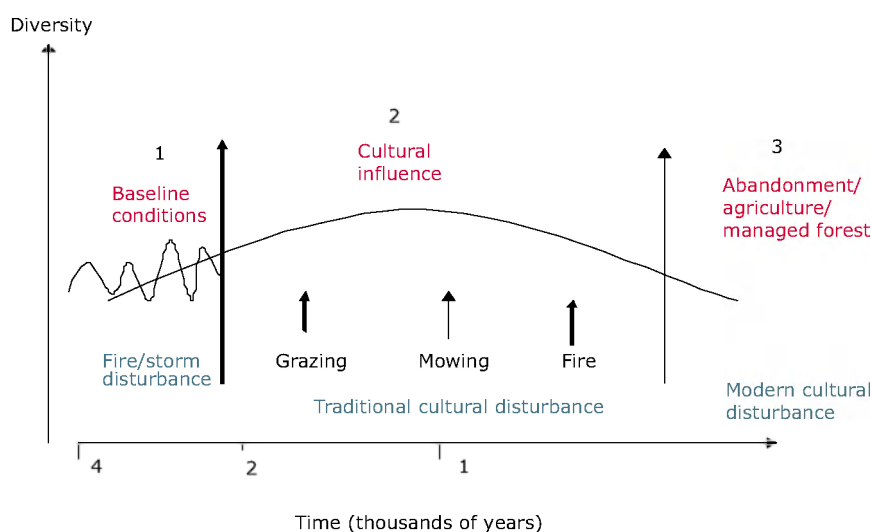 Diversity
1
2
3
Baseline
conditions
Cultural
influence
Abandonment/
agriculture/
managed forest
Fire/storm
disturbance
Grazing
Mowing
Fire
Traditional cultural disturbance
Modern cultural
disturbance
4
2
1
Time (thousands of years)